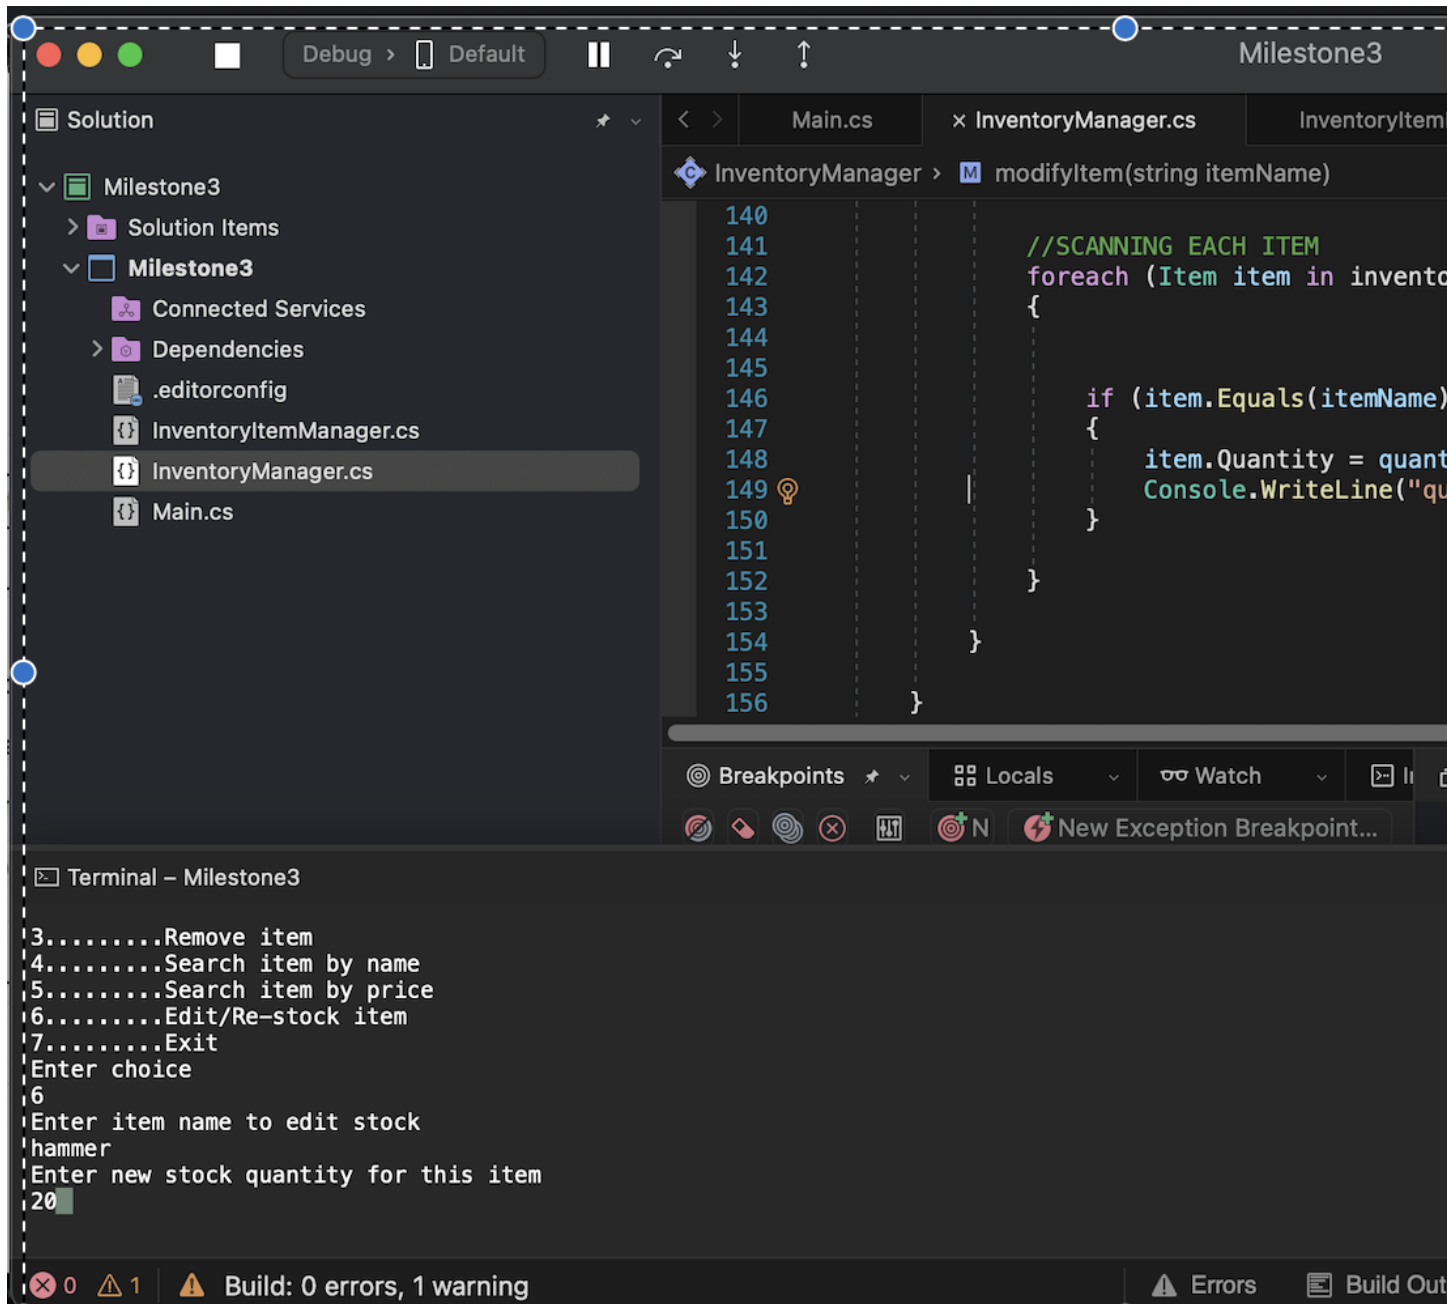 Debug > Default
Milestone3
Solution
Milestone3
Solution Items
Milestone3
Connected Services
Dependencies
.editorconfig
InventoryItemManager.cs
InventoryManager.cs
Main.cs
Main.cs
× InventoryManager.cs
InventoryItem
C InventoryManager > M modifyItem(string itemName)
140
141 //SCANNING EACH ITEM
142 foreach (Item item in invento
143 {
144
145
146 if (item.Equals(itemName)
147 {
148 item.Quantity = quant
149 Console.WriteLine("qu
150 }
151
152 }
153
154 }
155
156 }
Breakpoints
Locals
Watch
N
New Exception Breakpoint...
Terminal – Milestone3
3.........Remove item
4.........Search item by name
5.........Search item by price
6.........Edit/Re-stock item
7.........Exit
Enter choice
6
Enter item name to edit stock
hammer
Enter new stock quantity for this item
20
0 1 Build: 0 errors, 1 warning
Errors
Build Out